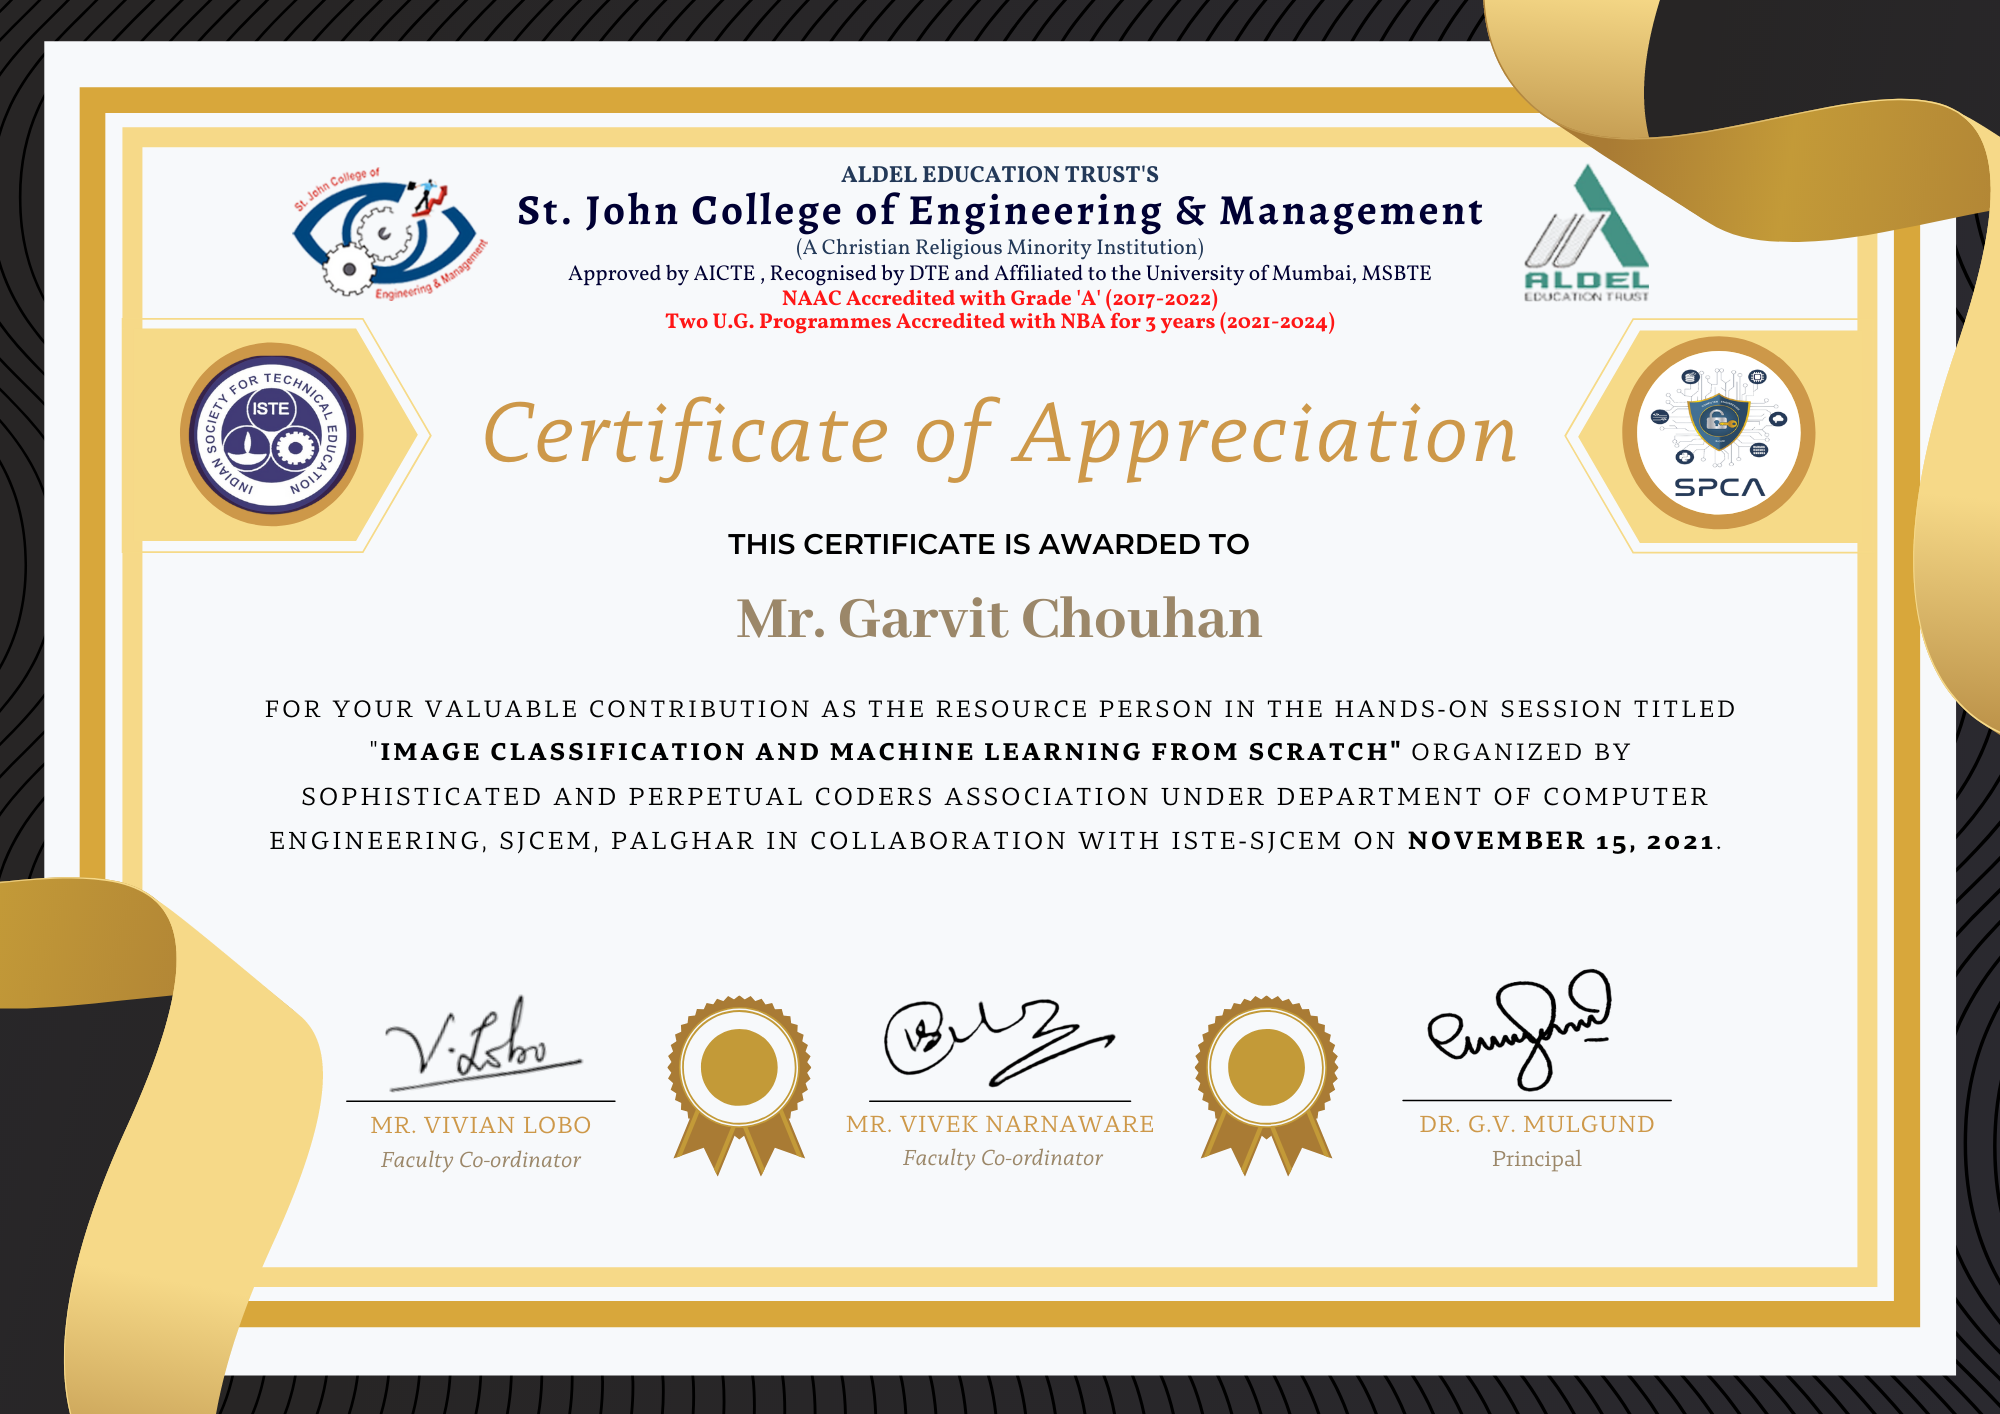 St. John College of
Engineering & Management
ALDEL EDUCATION TRUST'S
St. John College of Engineering & Management
(A Christian Religious Minority Institution)
Approved by AICTE , Recognised by DTE and Affiliated to the University of Mumbai, MSBTE
NAAC Accredited with Grade 'A' (2017-2022)
Two U.G. Programmes Accredited with NBA for 3 years (2021-2024)
ALDEL
EDUCATION TRUST
INDIAN SOCIETY FOR TECHNICAL EDUCATION
ISTE
SPCA
Certificate of Appreciation
THIS CERTIFICATE IS AWARDED TO
Mr. Garvit Chouhan
FOR YOUR VALUABLE CONTRIBUTION AS THE RESOURCE PERSON IN THE HANDS-ON SESSION TITLED
"IMAGE CLASSIFICATION AND MACHINE LEARNING FROM SCRATCH" ORGANIZED BY
SOPHISTICATED AND PERPETUAL CODERS ASSOCIATION UNDER DEPARTMENT OF COMPUTER
ENGINEERING, SJCEM, PALGHAR IN COLLABORATION WITH ISTE-SJCEM ON NOVEMBER 15, 2021.
V. Lobo
MR. VIVIAN LOBO
Faculty Co-ordinator
MR. VIVEK NARNAWARE
Faculty Co-ordinator
DR. G.V. MULGUND
Principal